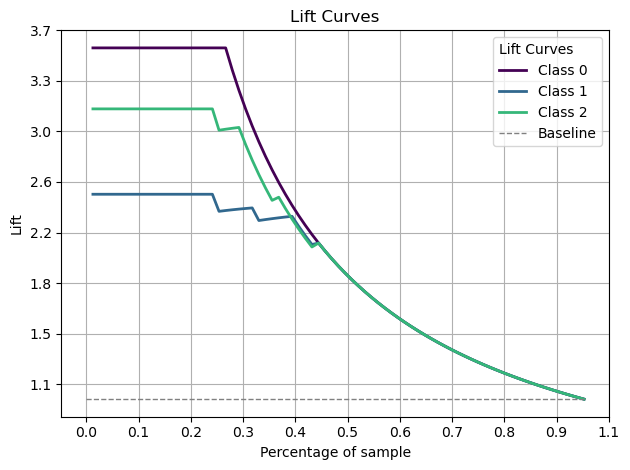 Lift Curves
3.7
3.3
3.0
2.6
2.2
1.8
1.5
1.1
Lift
Lift Curves
Class 0
Class 1
Class 2
Baseline
0.0 0.1 0.2 0.3 0.4 0.5 0.6 0.7 0.8 0.9 1.0 1.1
Percentage of sample